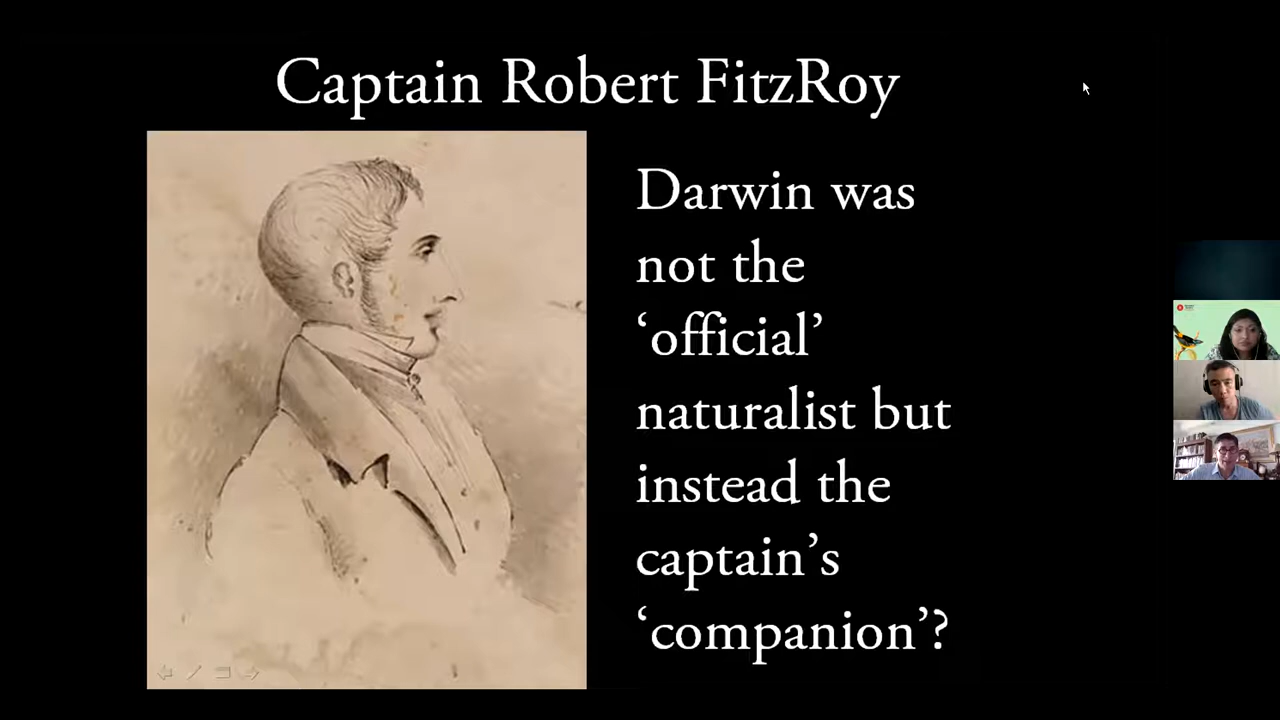 Captain Robert FitzRoy
Darwin was
not the
‘official’
naturalist but
instead the
captain’s
‘companion’?